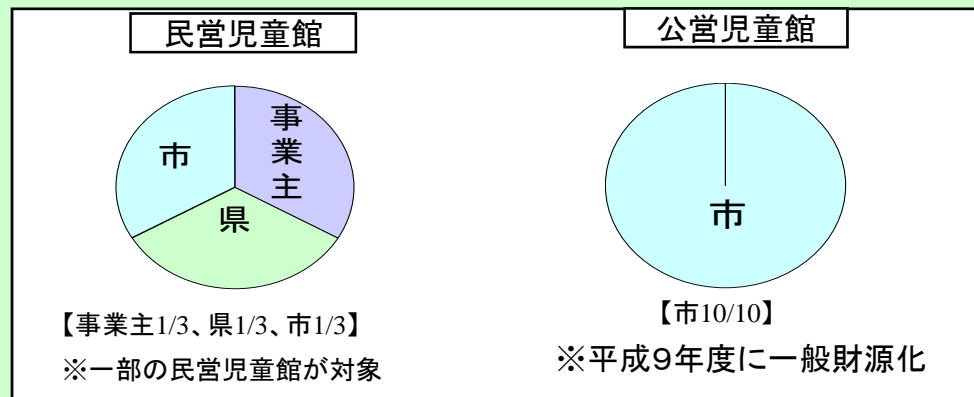 民営児童館
事業主
県
市
【事業主1/3、県1/3、市1/3】
※一部の民営児童館が対象
公営児童館
市
【市10/10】
※平成9年度に一般財源化